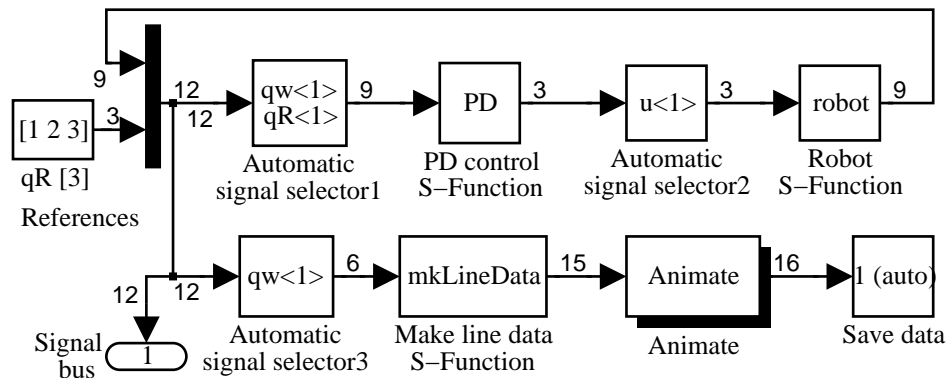 9
12
12
qw<1>
qR<1>
9
PD
3
u<1>
3
robot
9
[1 2 3]
3
qR [3]
References
Automatic
signal selector1
PD control
S−Function
Automatic
signal selector2
Robot
S−Function
12
12
qw<1>
6
mkLineData
15
Animate
16
1 (auto)
Signal
bus
1
Automatic
signal selector3
Make line data
S−Function
Animate
Save data